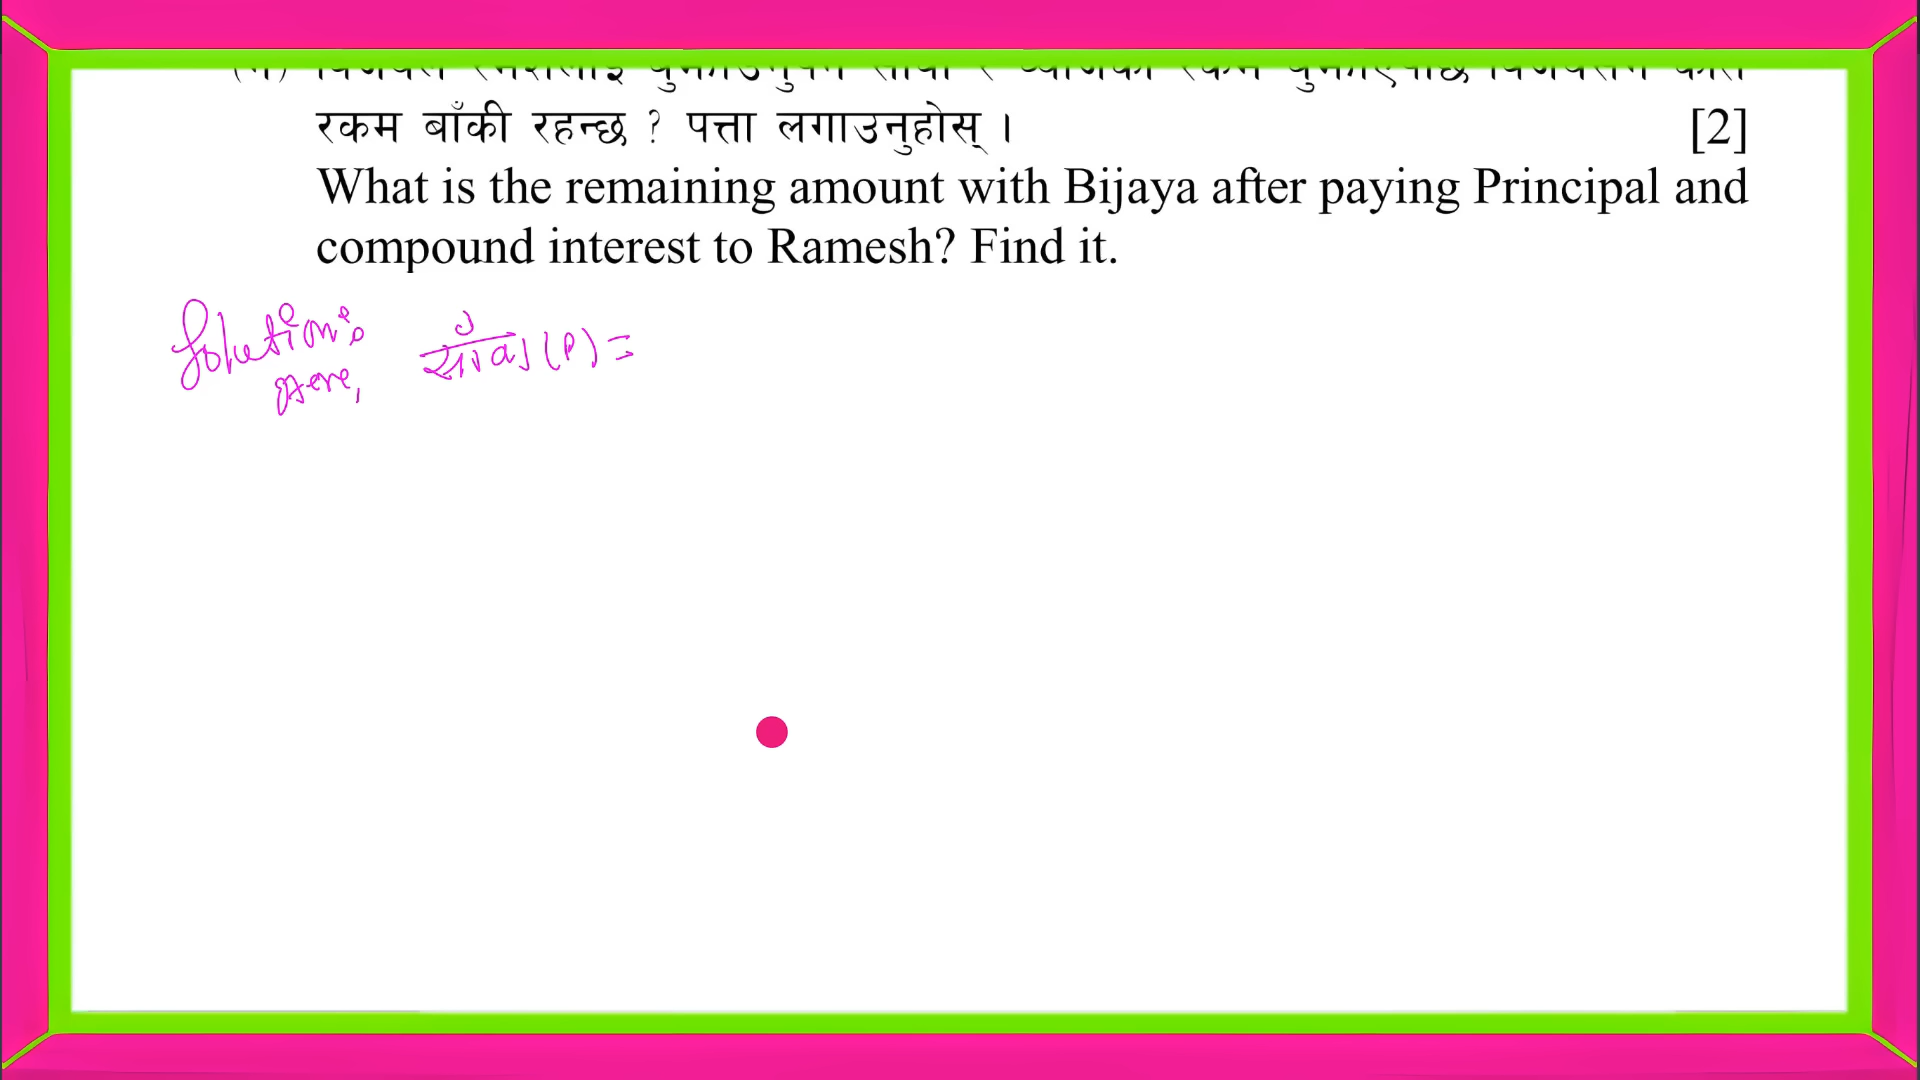 रकम बाँकी रहन्छ ? पत्ता लगाउनुहोस् । [2]
What is the remaining amount with Bijaya after paying Principal and
compound interest to Ramesh? Find it.
Solution: साँवा (P) =
Here,